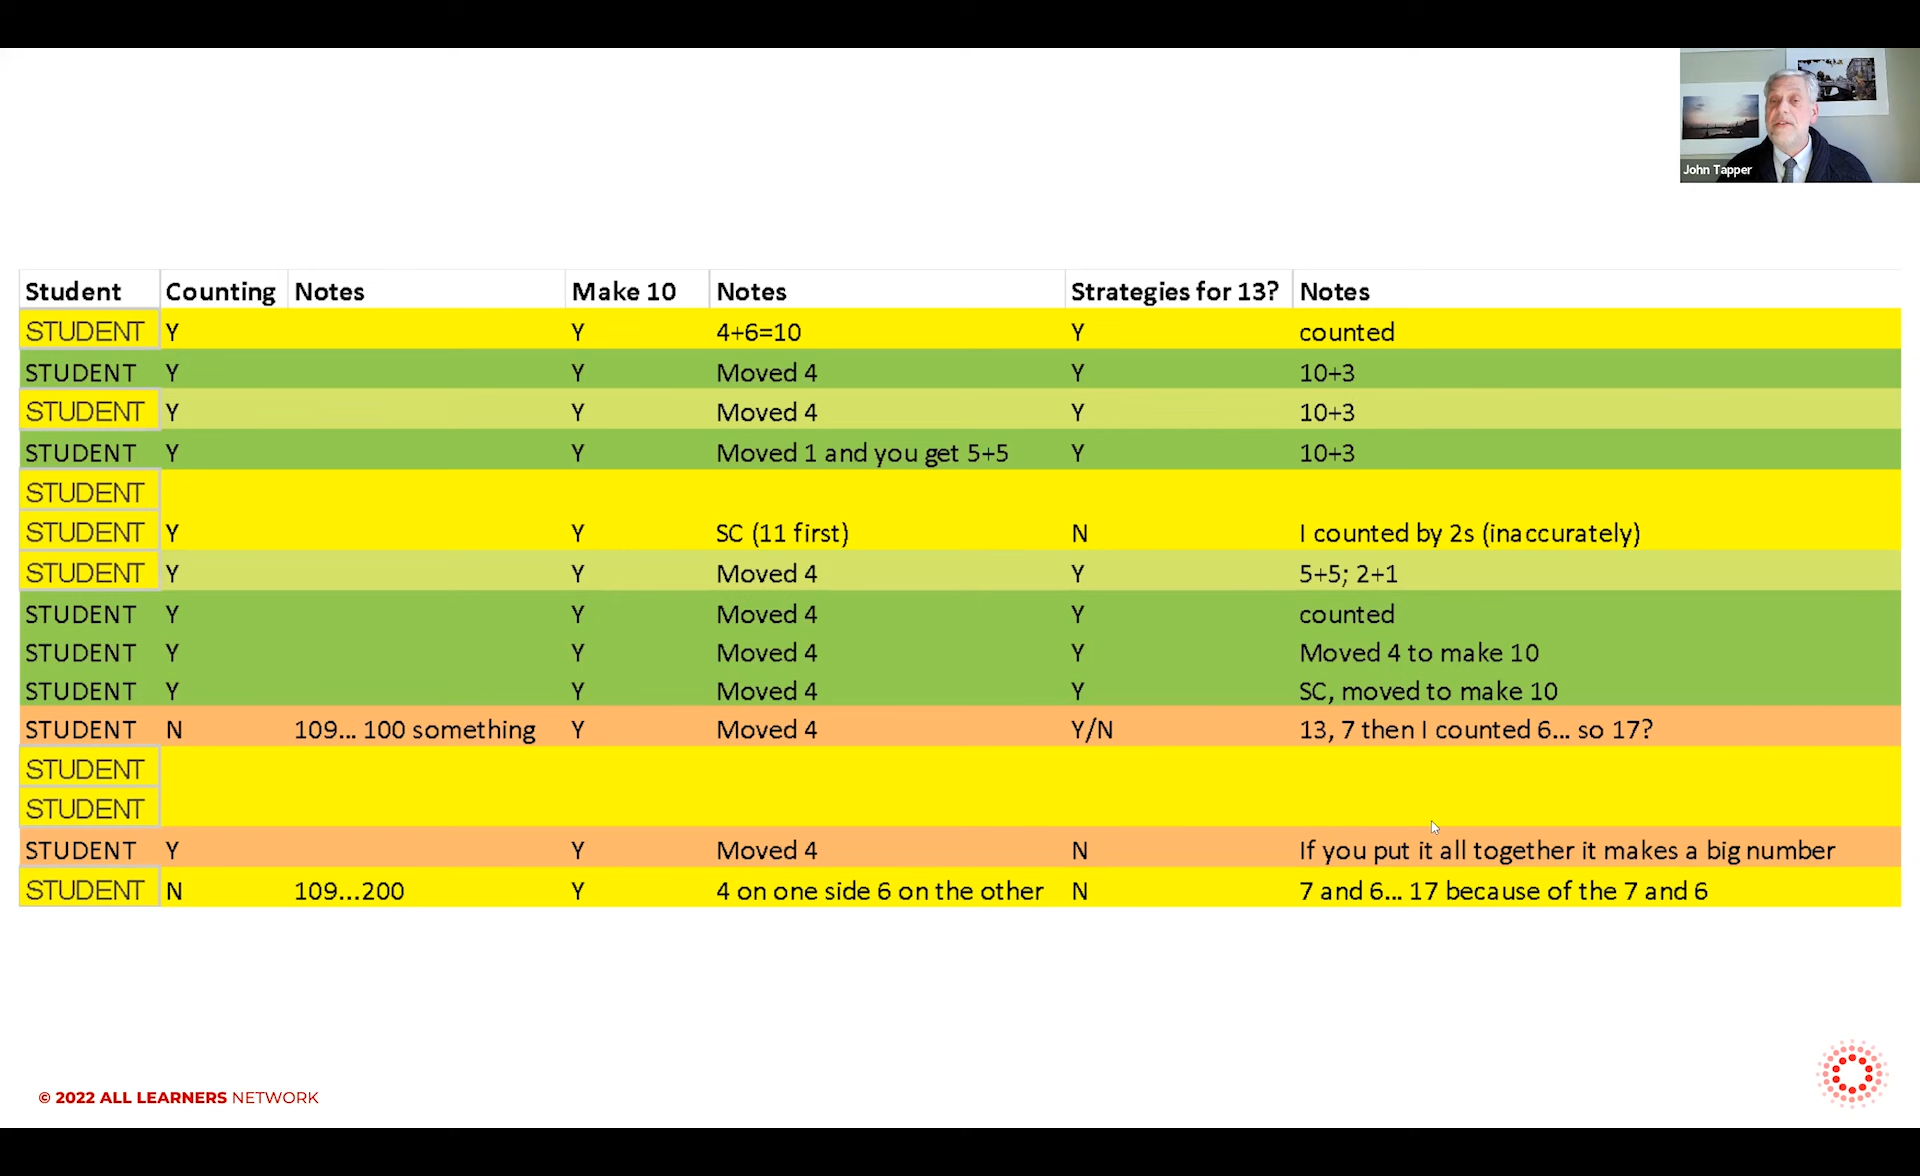 John Tapper
Student Counting Notes Make 10 Notes Strategies for 13? Notes
STUDENT Y Y 4+6=10 Y counted
STUDENT Y Y Moved 4 Y 10+3
STUDENT Y Y Moved 4 Y 10+3
STUDENT Y Y Moved 1 and you get 5+5 Y 10+3
STUDENT
STUDENT Y Y SC (11 first) N I counted by 2s (inaccurately)
STUDENT Y Y Moved 4 Y 5+5; 2+1
STUDENT Y Y Moved 4 Y counted
STUDENT Y Y Moved 4 Y Moved 4 to make 10
STUDENT Y Y Moved 4 Y SC, moved to make 10
STUDENT N 109... 100 something Y Moved 4 Y/N 13, 7 then I counted 6... so 17?
STUDENT
STUDENT
STUDENT Y Y Moved 4 N If you put it all together it makes a big number
STUDENT N 109...200 Y 4 on one side 6 on the other N 7 and 6... 17 because of the 7 and 6
© 2022 ALL LEARNERS NETWORK